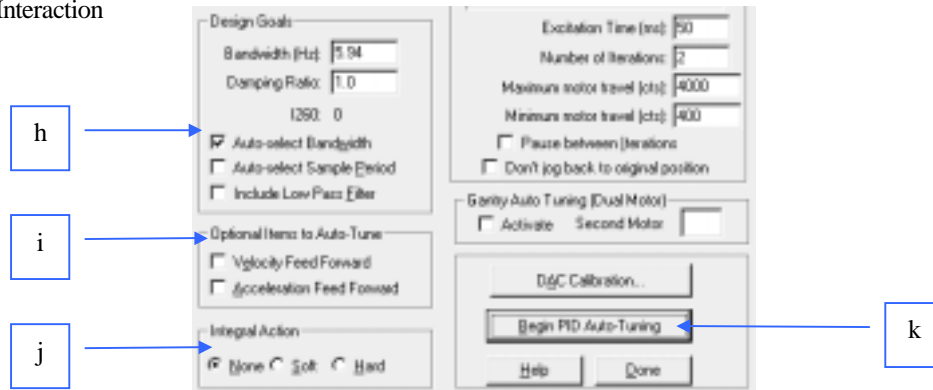 Interaction
Design Goals
Bandwidth (Hz): 5.94
Damping Ratio: 1.0
I260: 0
Auto-select Bandwidth
Auto-select Sample Period
Include Low Pass Filter
Optional Items to Auto-Tune
Velocity Feed Forward
Acceleration Feed Forward
Integral Action
None Soft Hard
Excitation Time (ms): 50
Number of Iterations: 2
Maximum motor travel (cts): 4000
Minimum motor travel (cts): 400
Pause between Iterations
Don't jog back to original position
Gantry Auto Tuning (Dual Motor)
Activate Second Motor
DAC Calibration...
Begin PID Auto-Tuning
Help Done
h
i
j
k